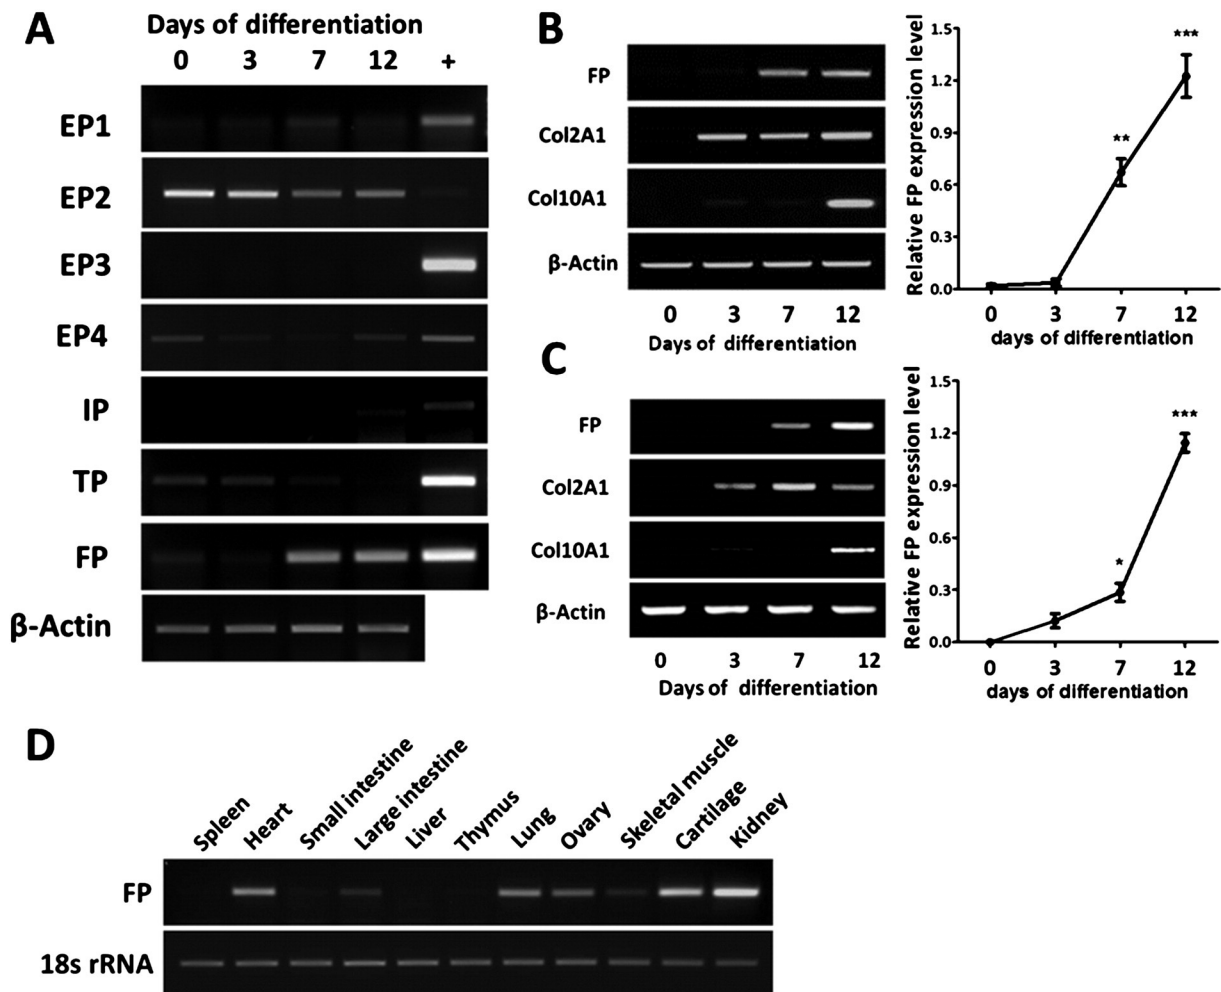 A
Days of differentiation
0 3 7 12 +
EP1
EP2
EP3
EP4
IP
TP
FP
β-Actin
B
FP
Col2A1
Col10A1
β-Actin
0 3 7 12
Days of differentiation
Relative FP expression level
1.5
1.2
0.9
0.6
0.3
0.0
**
***
0 3 7 12
days of differentiation
C
FP
Col2A1
Col10A1
β-Actin
0 3 7 12
Days of differentiation
Relative FP expression level
1.5
1.2
0.9
0.6
0.3
0.0
*
***
0 3 7 12
days of differentiation
D
Spleen
Heart
Small intestine
Large intestine
Liver
Thymus
Lung
Ovary
Skeletal muscle
Cartilage
Kidney
FP
18s rRNA